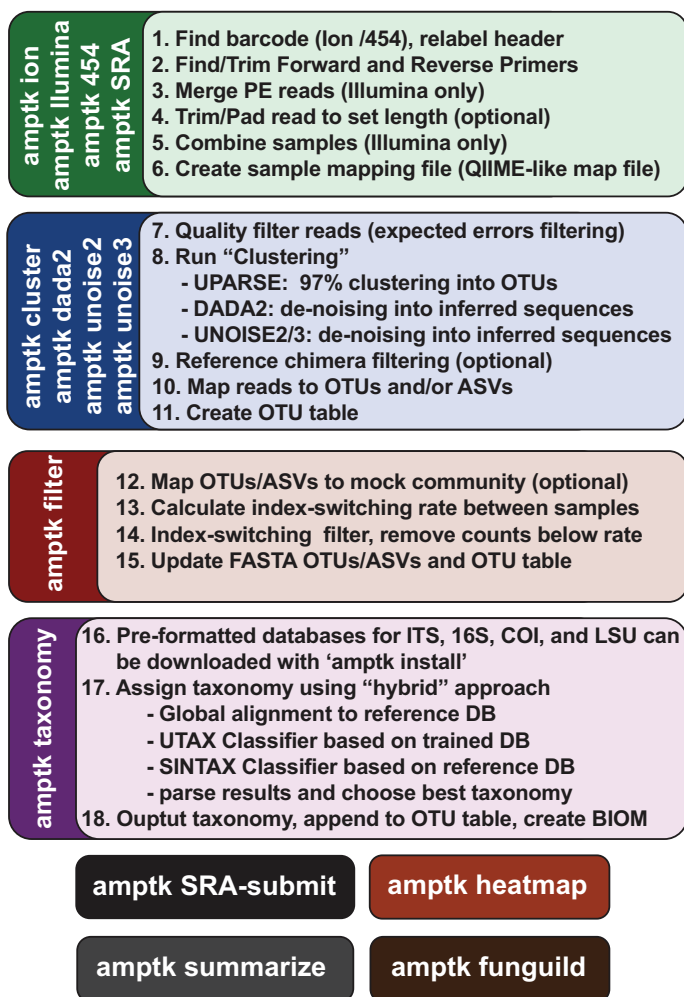 amptk ion
amptk Ilumina
amptk 454
amptk SRA
1. Find barcode (Ion /454), relabel header
2. Find/Trim Forward and Reverse Primers
3. Merge PE reads (Illumina only)
4. Trim/Pad read to set length (optional)
5. Combine samples (Illumina only)
6. Create sample mapping file (QIIME-like map file)
amptk cluster
amptk dada2
amptk unoise2
amptk unoise3
7. Quality filter reads (expected errors filtering)
8. Run “Clustering”
- UPARSE: 97% clustering into OTUs
- DADA2: de-noising into inferred sequences
- UNOISE2/3: de-noising into inferred sequences
9. Reference chimera filtering (optional)
10. Map reads to OTUs and/or ASVs
11. Create OTU table
amptk filter
12. Map OTUs/ASVs to mock community (optional)
13. Calculate index-switching rate between samples
14. Index-switching filter, remove counts below rate
15. Update FASTA OTUs/ASVs and OTU table
amptk taxonomy
16. Pre-formatted databases for ITS, 16S, COI, and LSU can
be downloaded with ‘amptk install’
17. Assign taxonomy using “hybrid” approach
- Global alignment to reference DB
- UTAX Classifier based on trained DB
- SINTAX Classifier based on reference DB
- parse results and choose best taxonomy
18. Ouptut taxonomy, append to OTU table, create BIOM
amptk SRA-submit
amptk heatmap
amptk summarize
amptk funguild